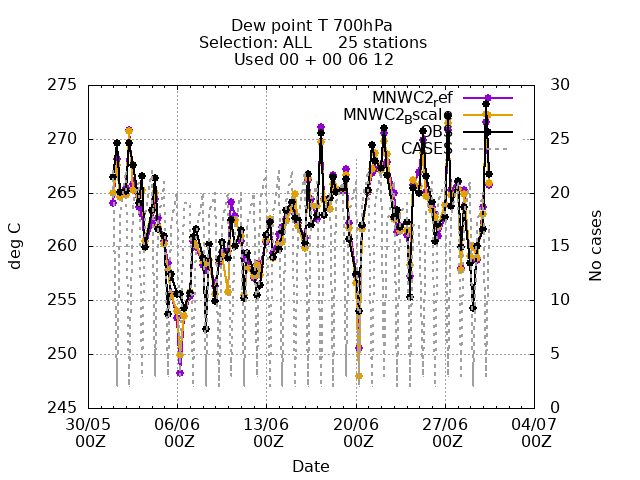 Dew point T 700hPa
Selection: ALL     25 stations
Used 00 + 00 06 12
275
270
265
260
255
250
245
30
25
20
15
10
5
0
deg C
No cases
MNWC2ref
MNWC2Bscal
OBS
CASES
30/05 06/06 13/06 20/06 27/06 04/07
00Z 00Z 00Z 00Z 00Z 00Z
Date